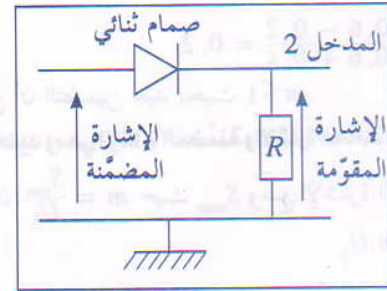 صمام ثنائي
المدخل 2
الإشارة
المضمَّنة
R
الإشارة
المقوّمة